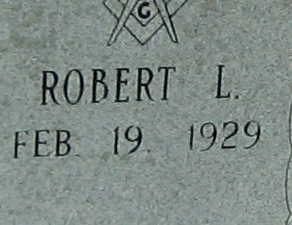 G
ROBERT L.
FEB. 19. 1929